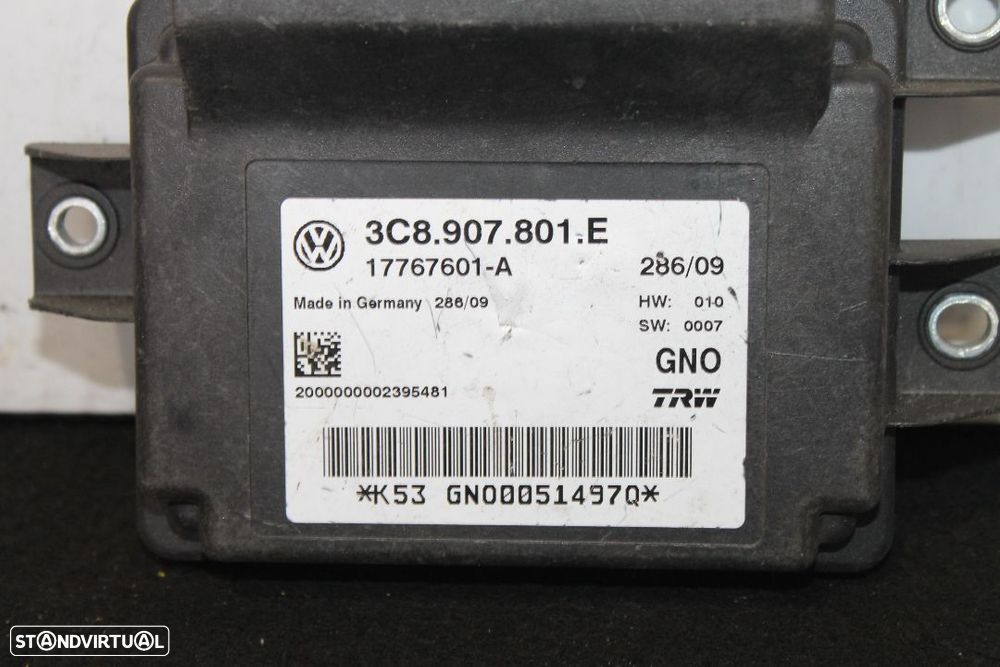 3C8.907.801.E
17767601-A 286/09
Made in Germany 286/09 HW: 010
SW: 0007
GNO
2000000002395481 TRW
*K53 GNO0051497Q*
STANDVIRTUAL